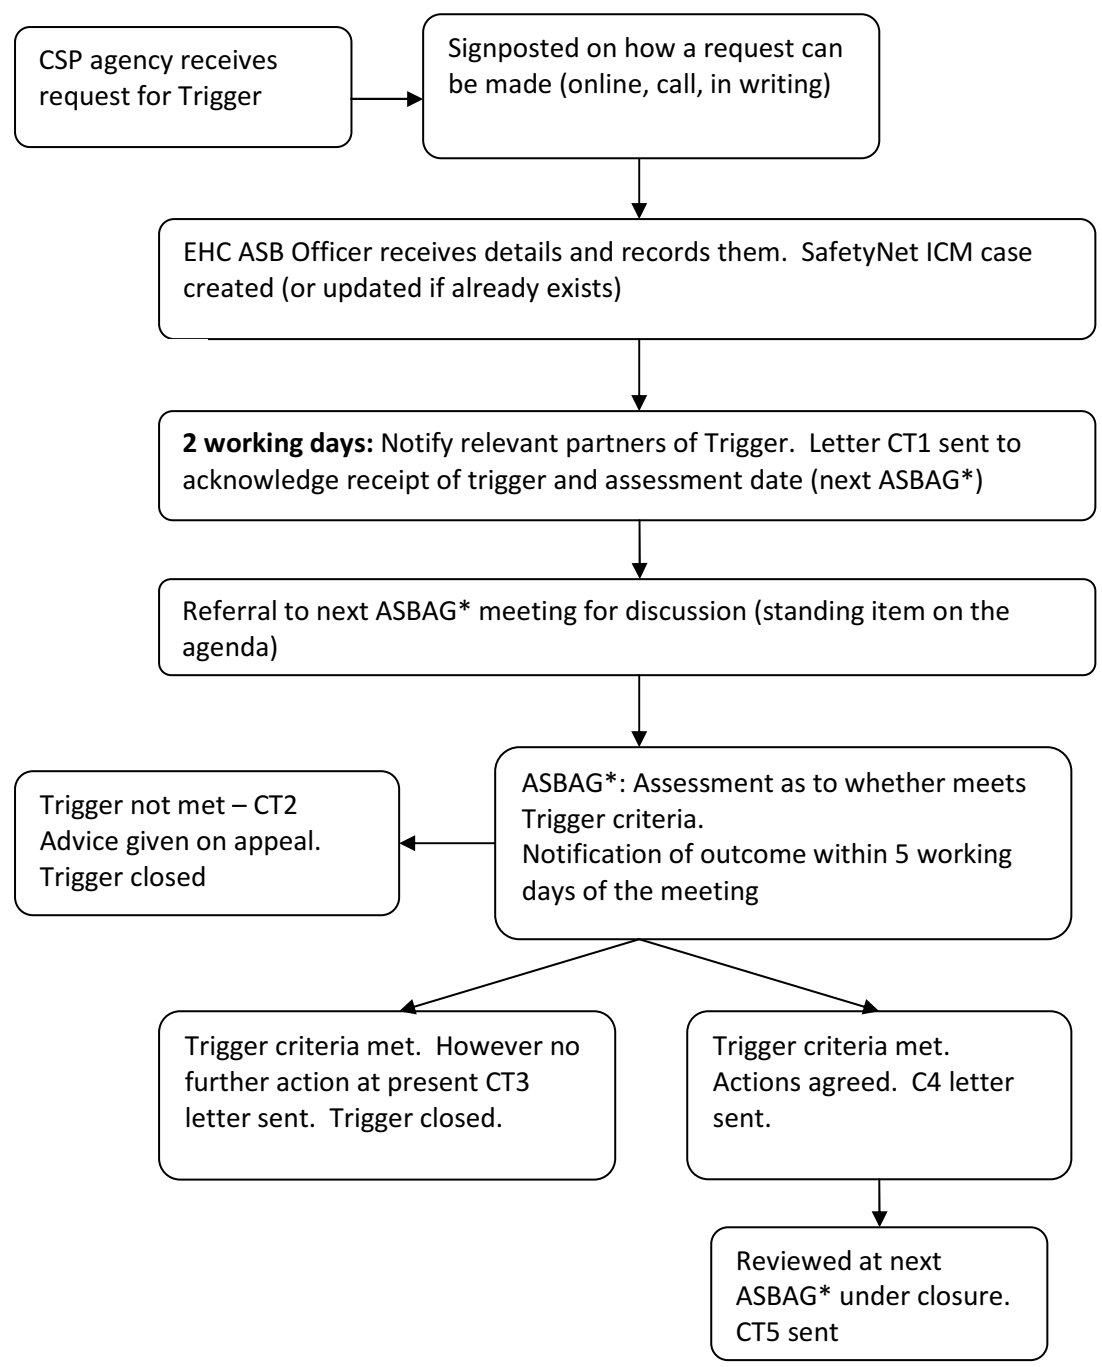 CSP agency receives
request for Trigger
Signposted on how a request can
be made (online, call, in writing)
EHC ASB Officer receives details and records them.  SafetyNet ICM case
created (or updated if already exists)
2 working days: Notify relevant partners of Trigger.  Letter CT1 sent to
acknowledge receipt of trigger and assessment date (next ASBAG*)
Referral to next ASBAG* meeting for discussion (standing item on the
agenda)
ASBAG*: Assessment as to whether meets
Trigger criteria.
Notification of outcome within 5 working
days of the meeting
Trigger not met – CT2
Advice given on appeal.
Trigger closed
Trigger criteria met.  However no
further action at present CT3
letter sent.  Trigger closed.
Trigger criteria met.
Actions agreed.  C4 letter
sent.
Reviewed at next
ASBAG* under closure.
CT5 sent